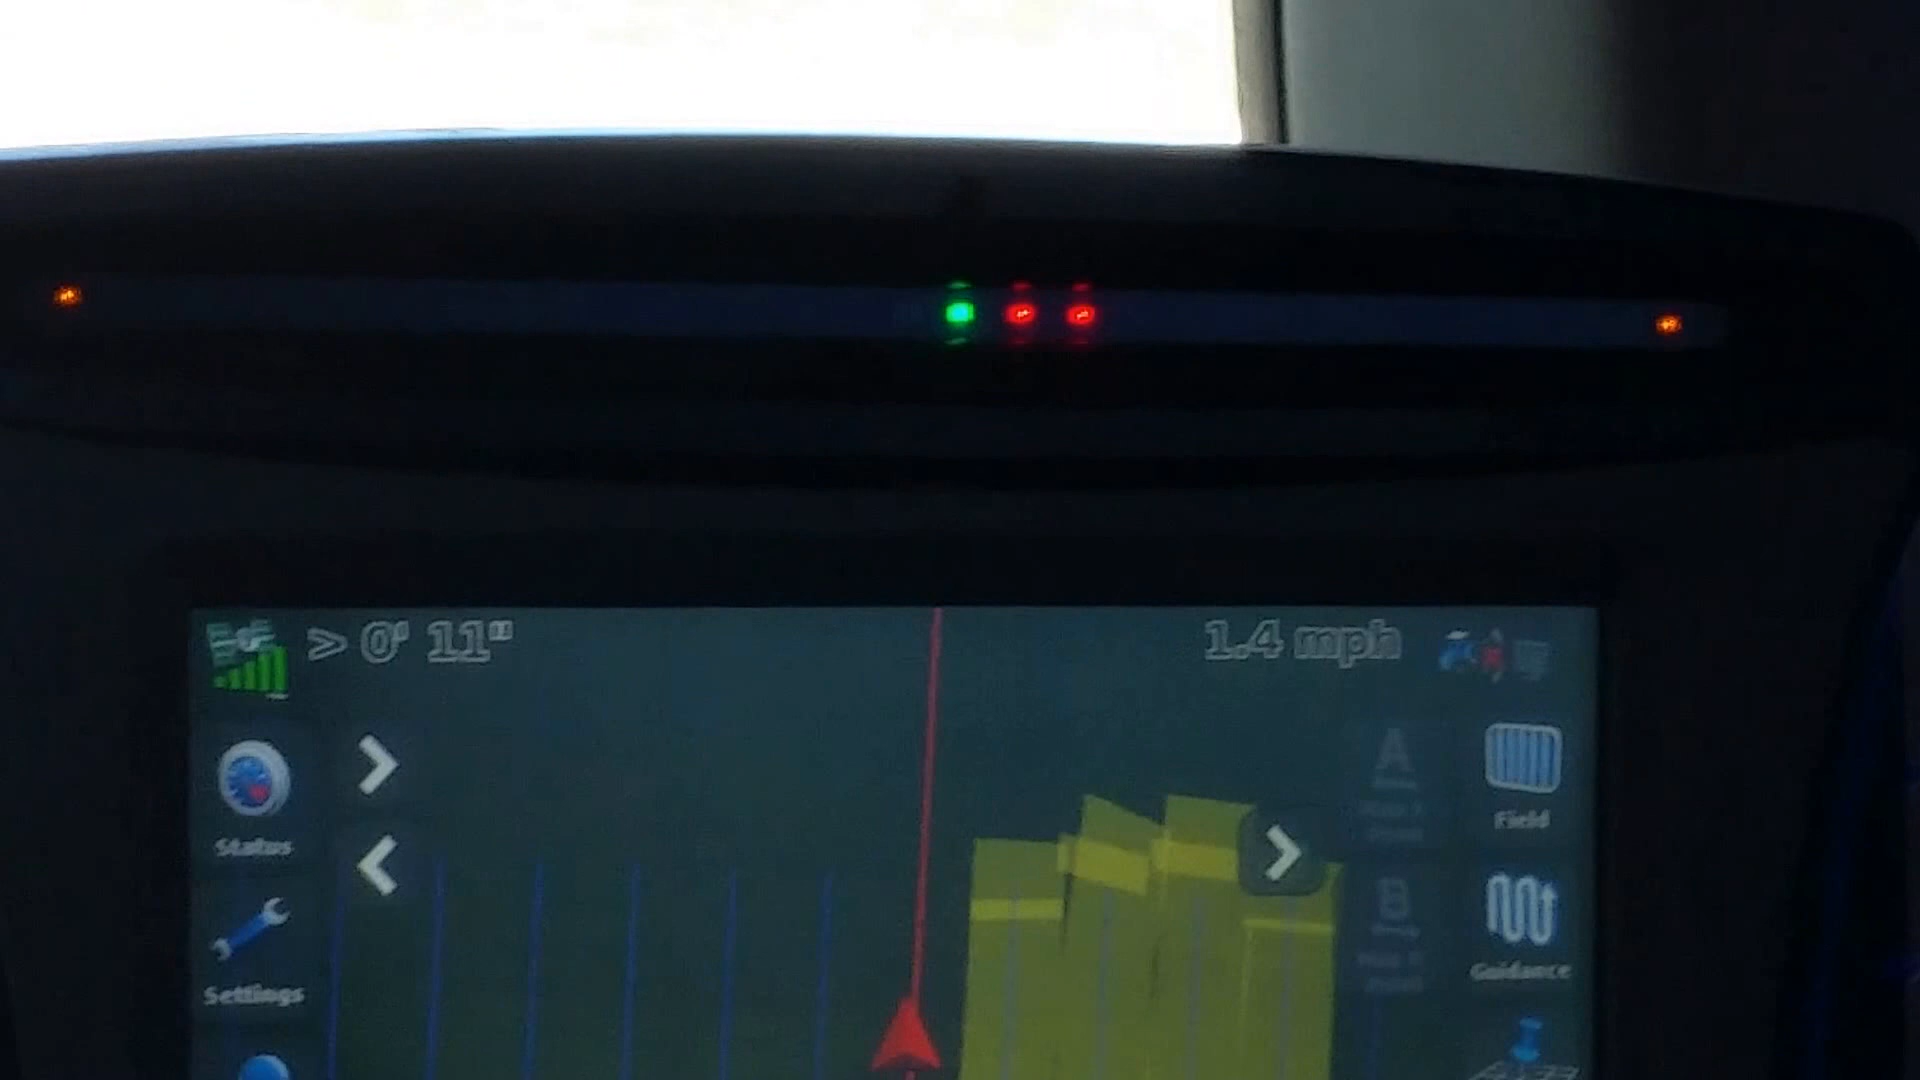 > 0' 11"
1.4 mph
Status
A
Field
B
Settings
Guidance